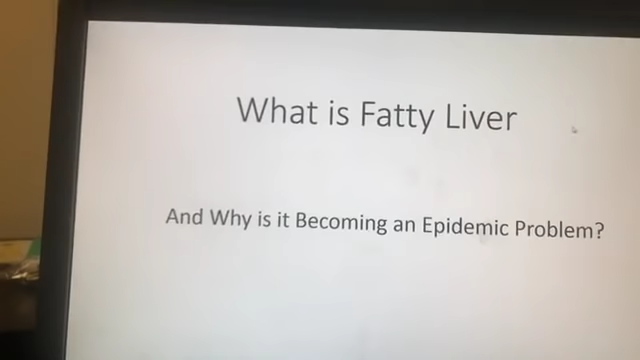 What is Fatty Liver
And Why is it Becoming an Epidemic Problem?